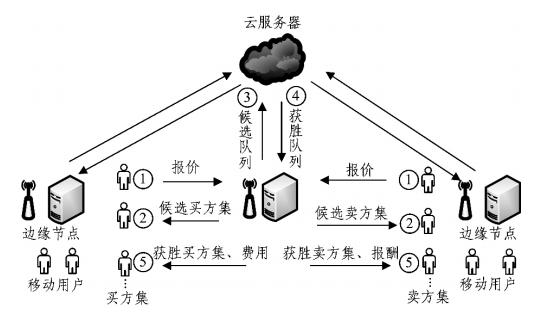 云服务器
③ ④
候选队列
获胜队列
① 报价
报价 ①
② 候选买方集
候选卖方集 ②
边缘节点
边缘节点
⑤ 获胜买方集、费用
获胜卖方集、报酬 ⑤
移动用户
买方集
卖方集
移动用户